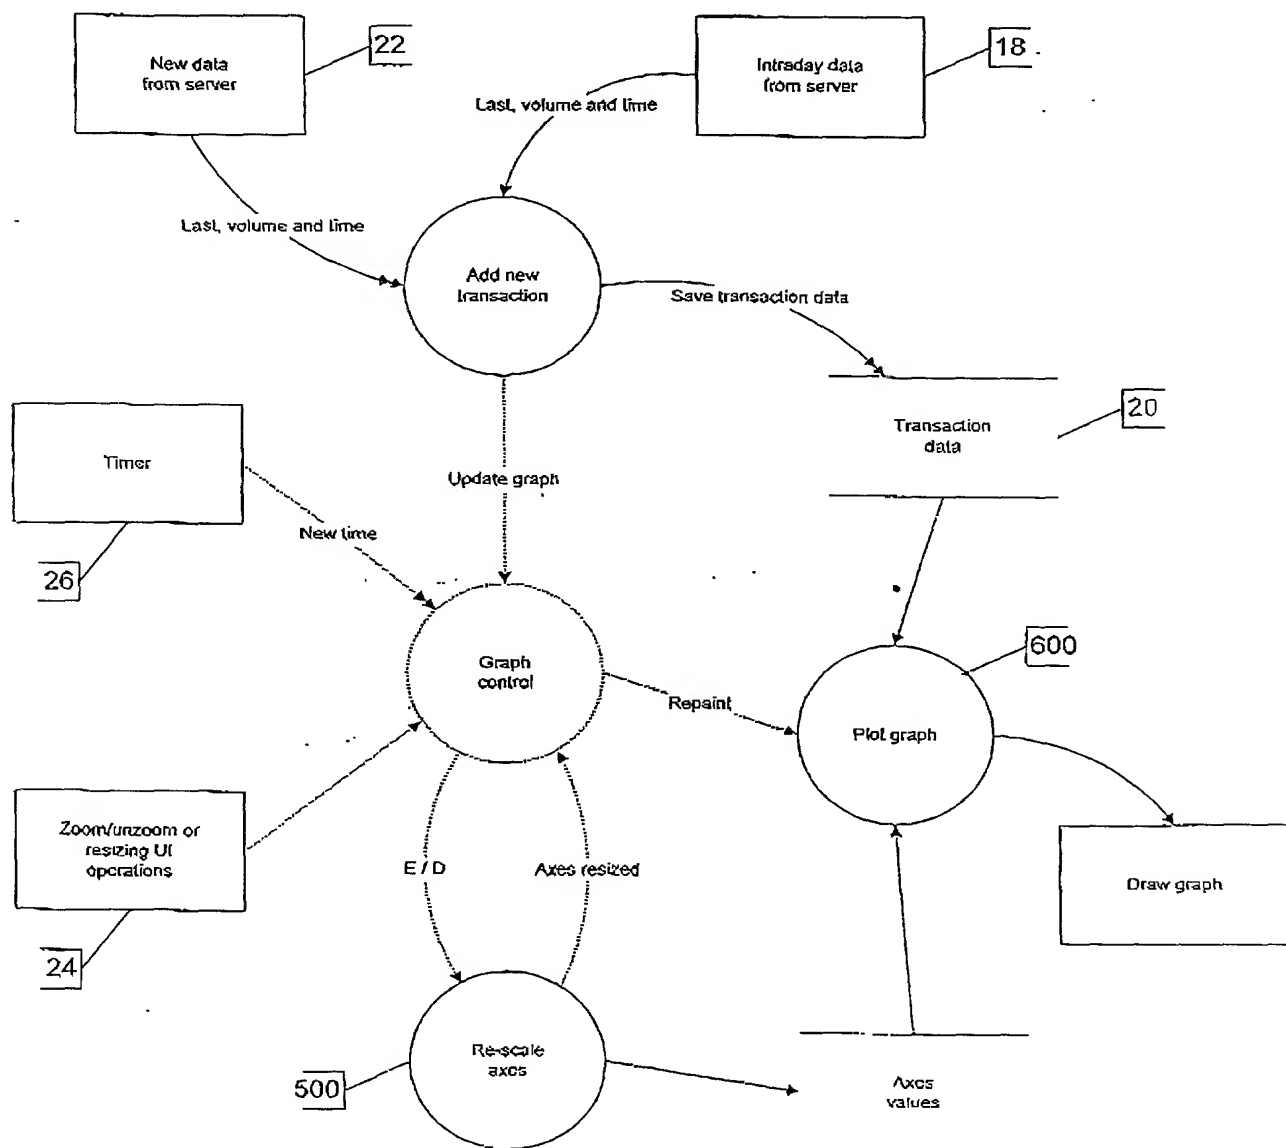 New data
from server
22
Intraday data
from server
18
Last, volume and time
Last, volume and time
Add new
transaction
Save transaction data
20
Transaction
data
Timer
Update graph
New time
26
Graph
control
600
Repaint
Plot graph
Zoom/unzoom or
resizing UI
operations
E / D
Axes resized
Draw graph
24
Re-scale
axes
500
Axes
values